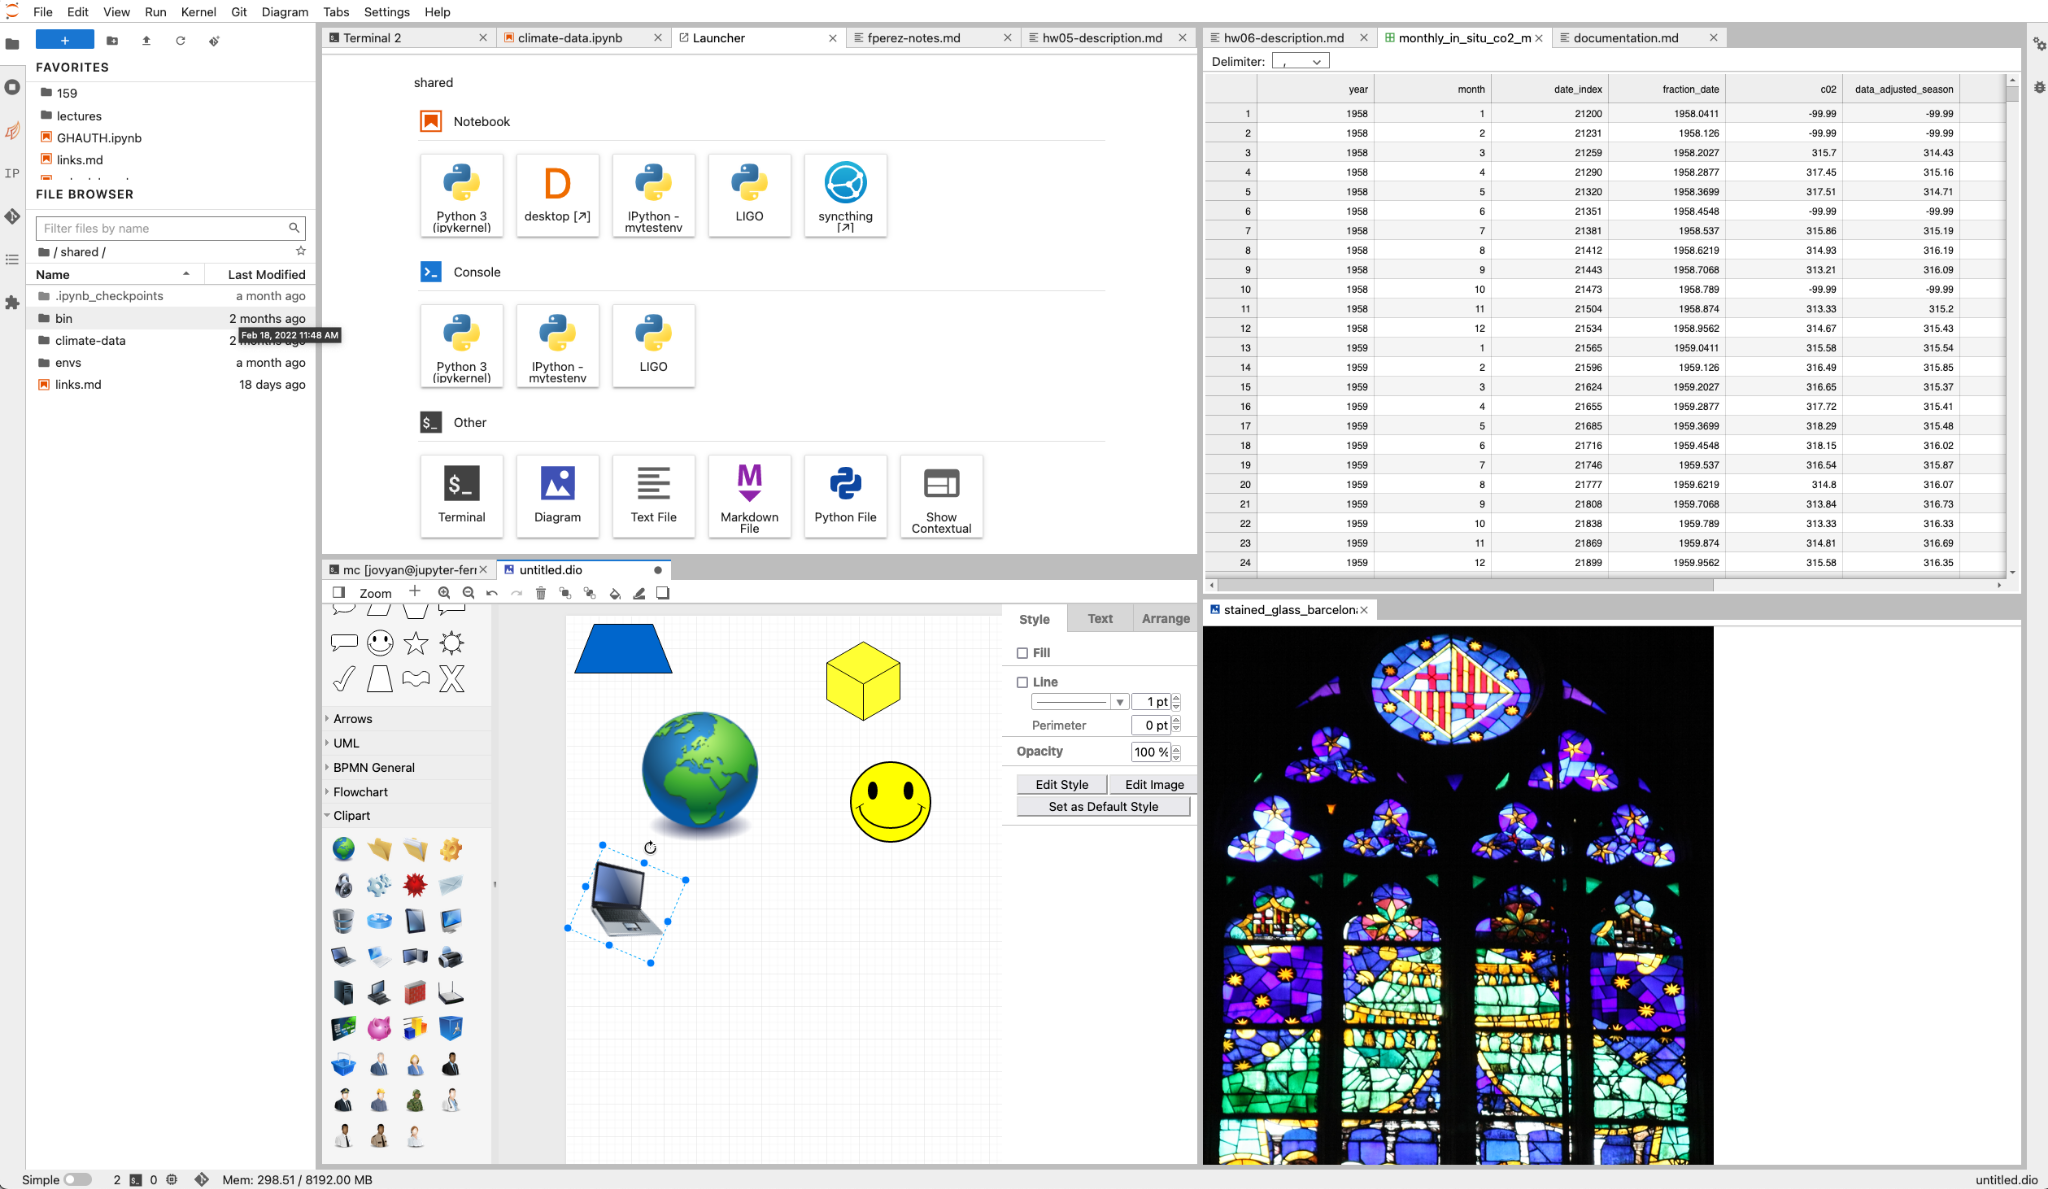 File Edit View Run Kernel Git Diagram Tabs Settings Help
+
FAVORITES
159
lectures
GHAUTH.ipynb
links.md
FILE BROWSER
Filter files by name
/ shared /
Name Last Modified
.ipynb_checkpoints a month ago
bin 2 months ago
Feb 18, 2022 11:48 AM
climate-data 2 months ago
envs a month ago
links.md 18 days ago
IP
Terminal 2 climate-data.ipynb Launcher fperez-notes.md hw05-description.md
shared
Notebook
Python 3 (ipykernel)
desktop [↗]
IPython - mytestenv
LIGO
syncthing [↗]
Console
Python 3 (ipykernel)
IPython - mytestenv
LIGO
Other
$_ Terminal
Diagram
Text File
M Markdown File
Python File
Show Contextual
mc [jovyan@jupyter-fer untitled.dio
Zoom
Arrows
UML
BPMN General
Flowchart
Clipart
Style Text Arrange
Fill
Line
1 pt
Perimeter 0 pt
Opacity 100 %
Edit Style Edit Image
Set as Default Style
hw06-description.md monthly_in_situ_co2_m documentation.md
Delimiter: ,
year month date_index fraction_date c02 data_adjusted_season
1 1958 1 21200 1958.0411 -99.99 -99.99
2 1958 2 21231 1958.126 -99.99 -99.99
3 1958 3 21259 1958.2027 315.7 314.43
4 1958 4 21290 1958.2877 317.45 315.16
5 1958 5 21320 1958.3699 317.51 314.71
6 1958 6 21351 1958.4548 -99.99 -99.99
7 1958 7 21381 1958.537 315.86 315.19
8 1958 8 21412 1958.6219 314.93 316.19
9 1958 9 21443 1958.7068 313.21 316.09
10 1958 10 21473 1958.789 -99.99 -99.99
11 1958 11 21504 1958.874 313.33 315.2
12 1958 12 21534 1958.9562 314.67 315.43
13 1959 1 21565 1959.0411 315.58 315.54
14 1959 2 21596 1959.126 316.49 315.85
15 1959 3 21624 1959.2027 316.65 315.37
16 1959 4 21655 1959.2877 317.72 315.41
17 1959 5 21685 1959.3699 318.29 315.48
18 1959 6 21716 1959.4548 318.15 316.02
19 1959 7 21746 1959.537 316.54 315.87
20 1959 8 21777 1959.6219 314.8 316.07
21 1959 9 21808 1959.7068 313.84 316.73
22 1959 10 21838 1959.789 313.33 316.33
23 1959 11 21869 1959.874 314.81 316.69
24 1959 12 21899 1959.9562 315.58 316.35
stained_glass_barcelon
Simple 2 $_ 0 Mem: 298.51 / 8192.00 MB untitled.dio